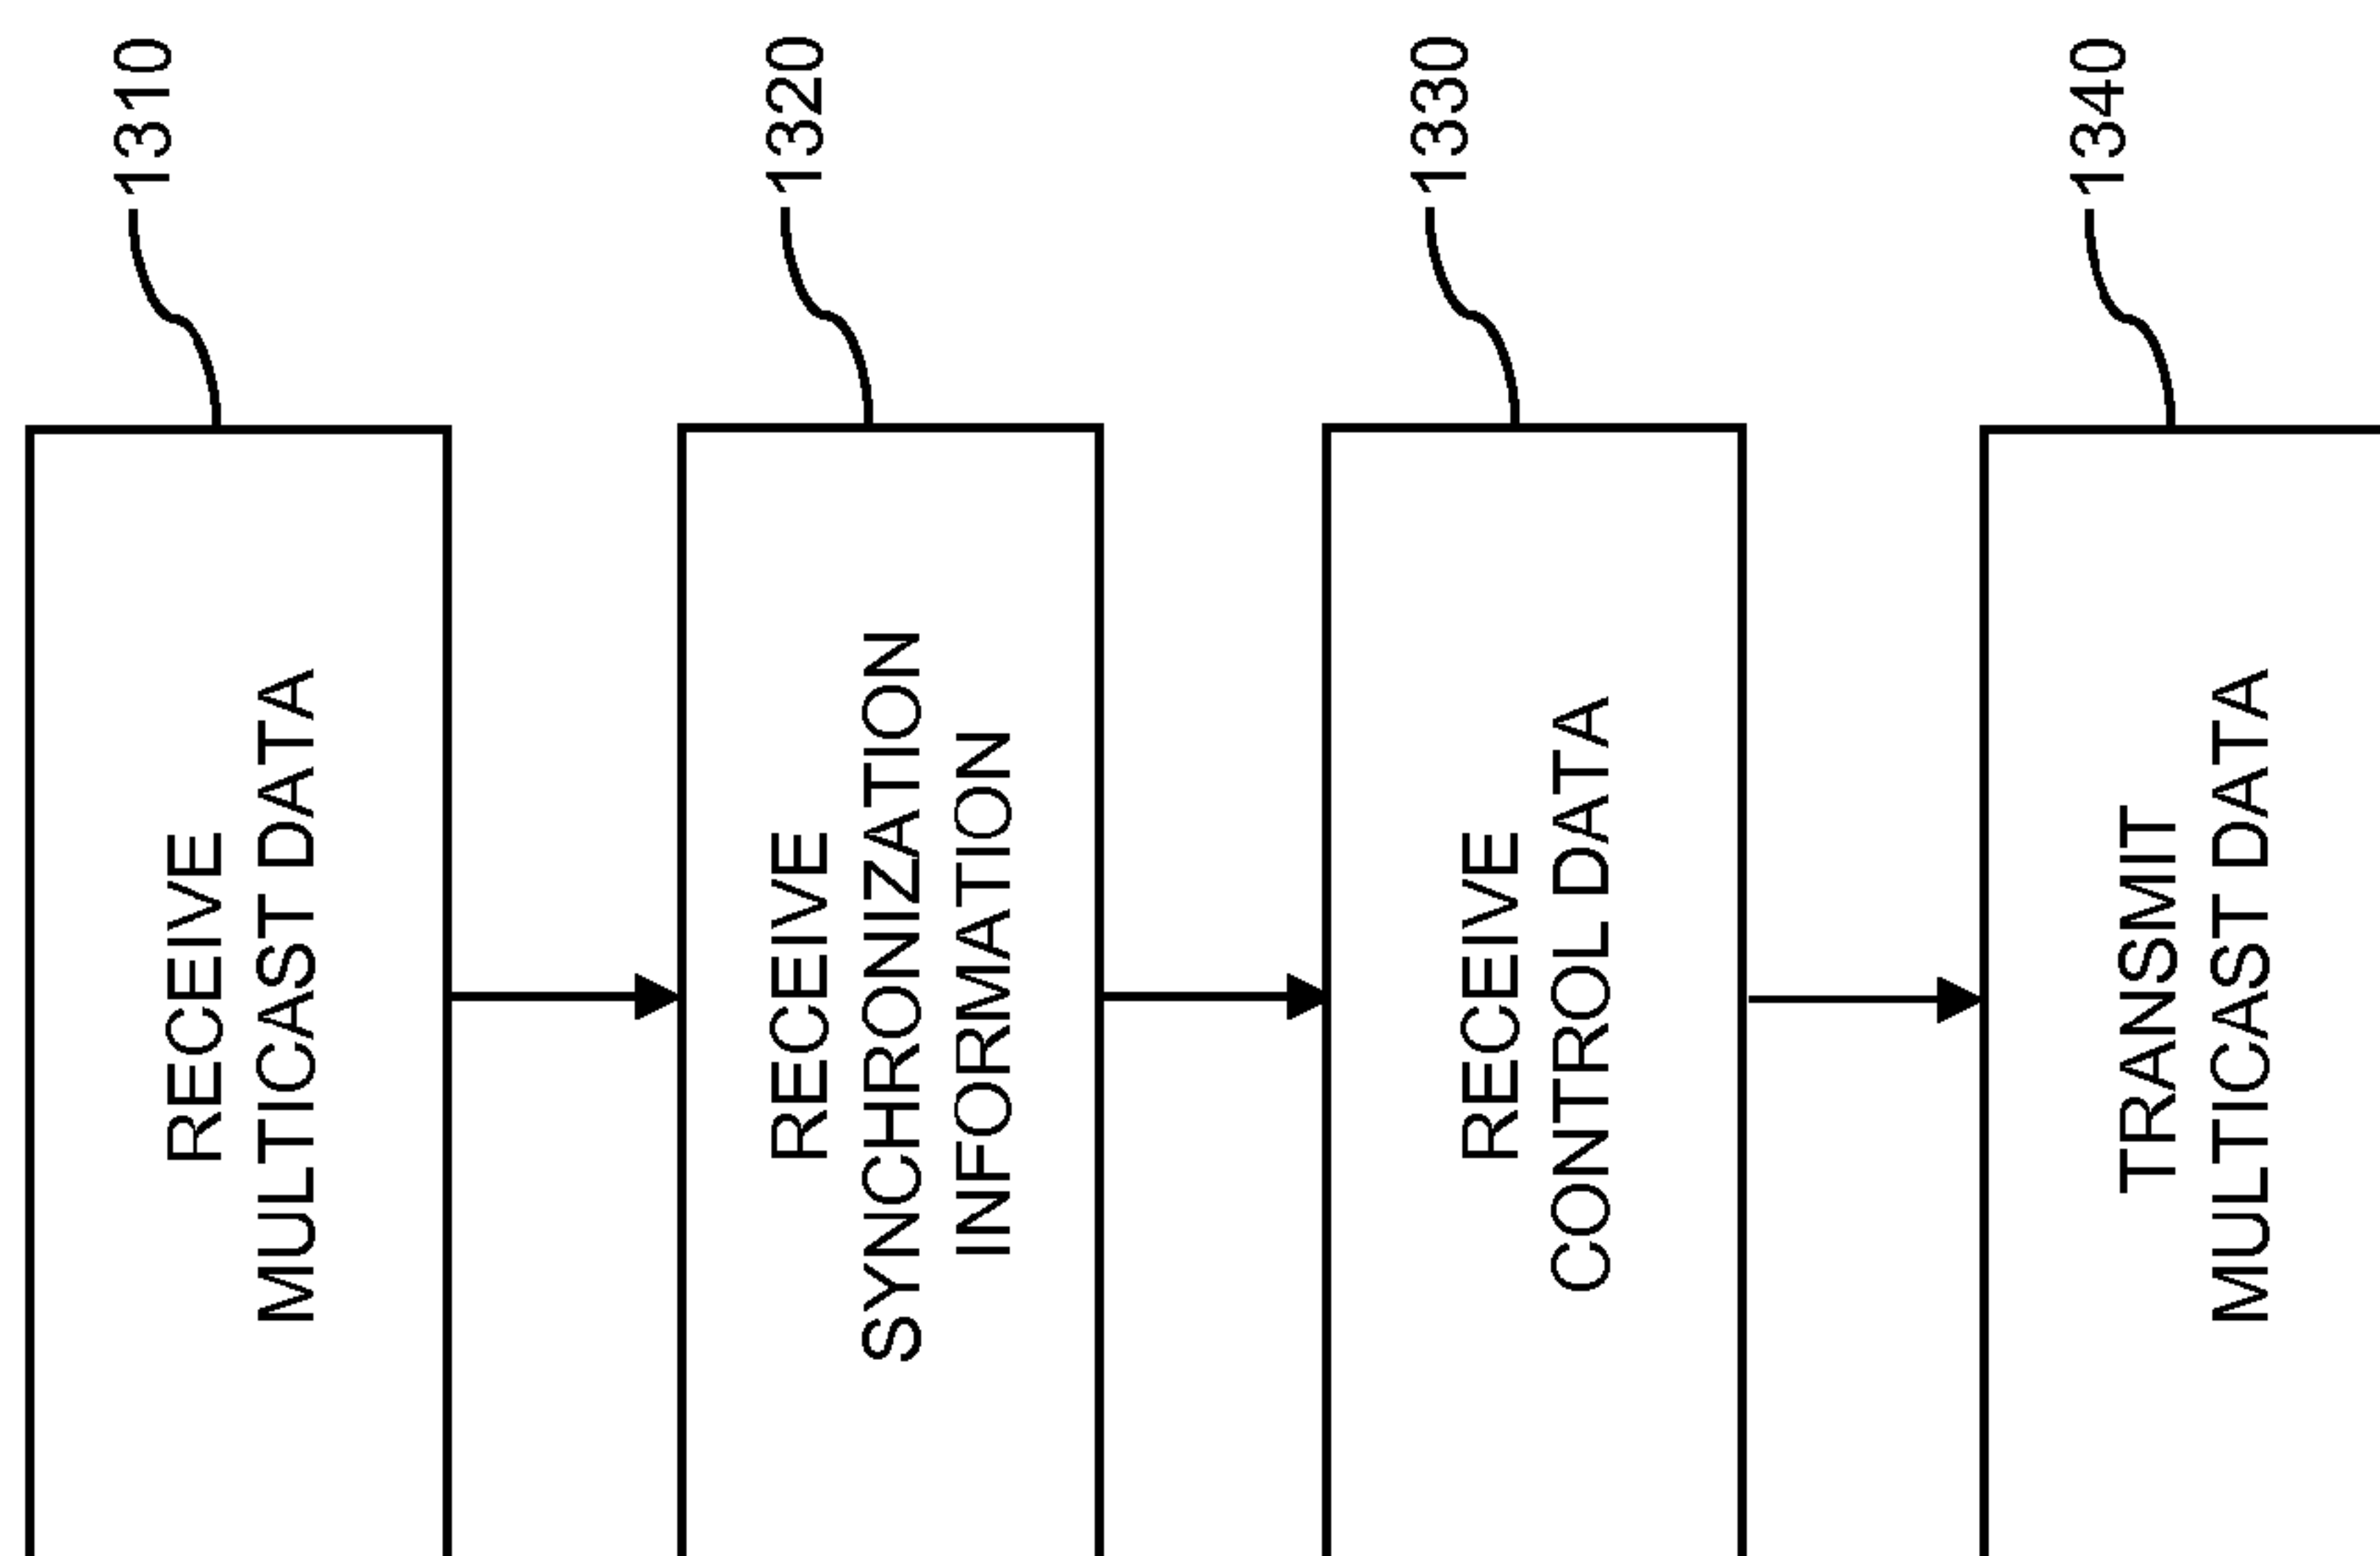 1310
RECEIVE
MULTICAST DATA
1320
RECEIVE
SYNCHRONIZATION
INFORMATION
1330
RECEIVE
CONTROL DATA
1340
TRANSMIT
MULTICAST DATA